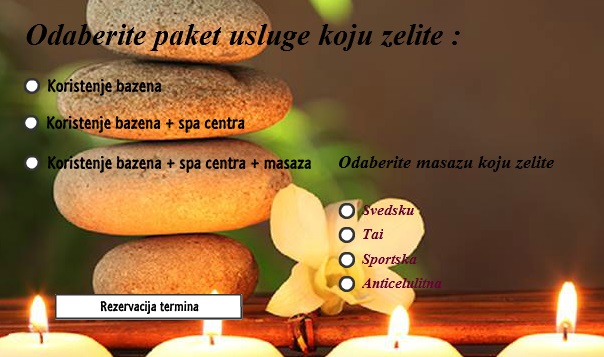 Odaberite paket usluge koju zelite :
Koristenje bazena
Koristenje bazena + spa centra
Koristenje bazena + spa centra + masaza
Odaberite masazu koju zelite
Svedsku
Tai
Sportska
Anticelulitna
Rezervacija termina